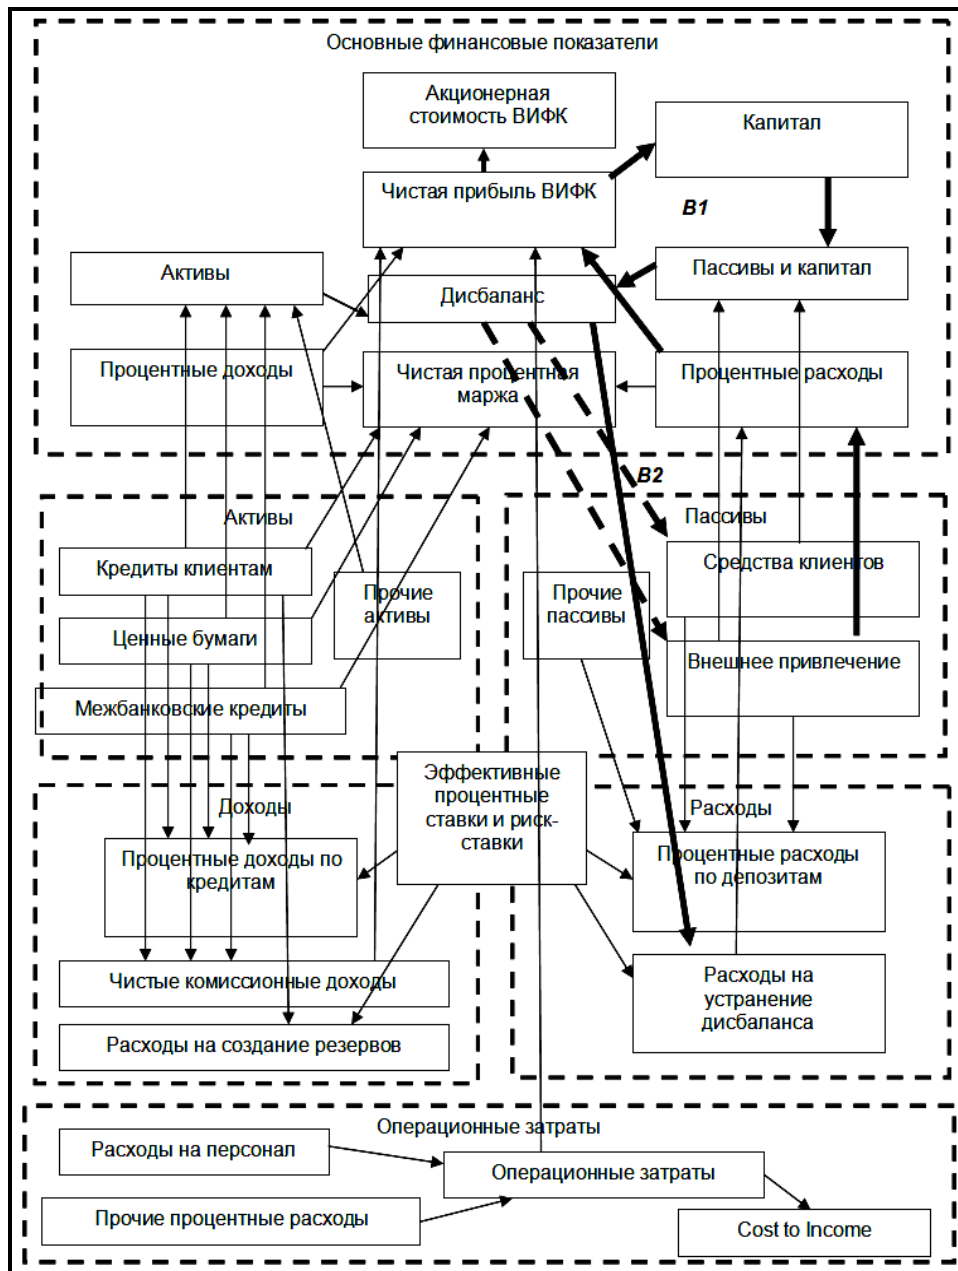 Основные финансовые показатели
Акционерная
стоимость ВИФК
Капитал
Чистая прибыль ВИФК
B1
Активы
Пассивы и капитал
Дисбаланс
Процентные доходы
Чистая процентная
маржа
Процентные расходы
B2
Активы
Пассивы
Кредиты клиентам
Прочие
активы
Прочие
пассивы
Средства клиентов
Ценные бумаги
Внешнее привлечение
Межбанковские кредиты
Эффективные
процентные
ставки и риск-
ставки
Доходы
Расходы
Процентные доходы по
кредитам
Процентные расходы
по депозитам
Чистые комиссионные доходы
Расходы на
устранение
дисбаланса
Расходы на создание резервов
Операционные затраты
Расходы на персонал
Операционные затраты
Прочие процентные расходы
Cost to Income